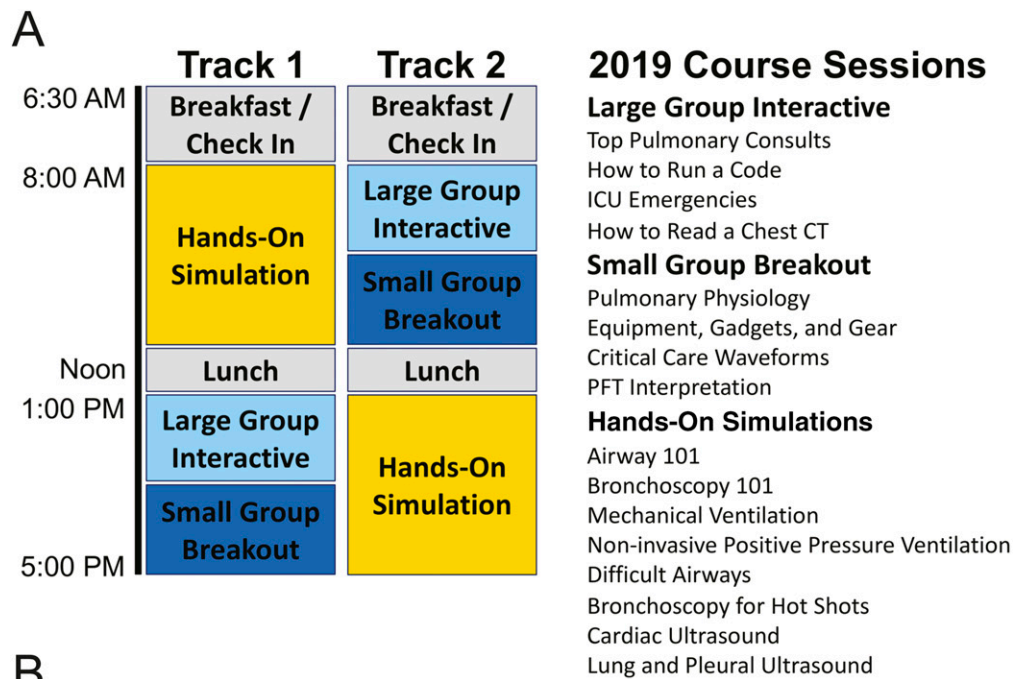 A
Track 1
Track 2
6:30 AM
8:00 AM
Noon
1:00 PM
5:00 PM
Breakfast /
Check In
Hands-On
Simulation
Lunch
Large Group
Interactive
Small Group
Breakout
Breakfast /
Check In
Large Group
Interactive
Small Group
Breakout
Lunch
Hands-On
Simulation
2019 Course Sessions
Large Group Interactive
Top Pulmonary Consults
How to Run a Code
ICU Emergencies
How to Read a Chest CT
Small Group Breakout
Pulmonary Physiology
Equipment, Gadgets, and Gear
Critical Care Waveforms
PFT Interpretation
Hands-On Simulations
Airway 101
Bronchoscopy 101
Mechanical Ventilation
Non-invasive Positive Pressure Ventilation
Difficult Airways
Bronchoscopy for Hot Shots
Cardiac Ultrasound
Lung and Pleural Ultrasound
B